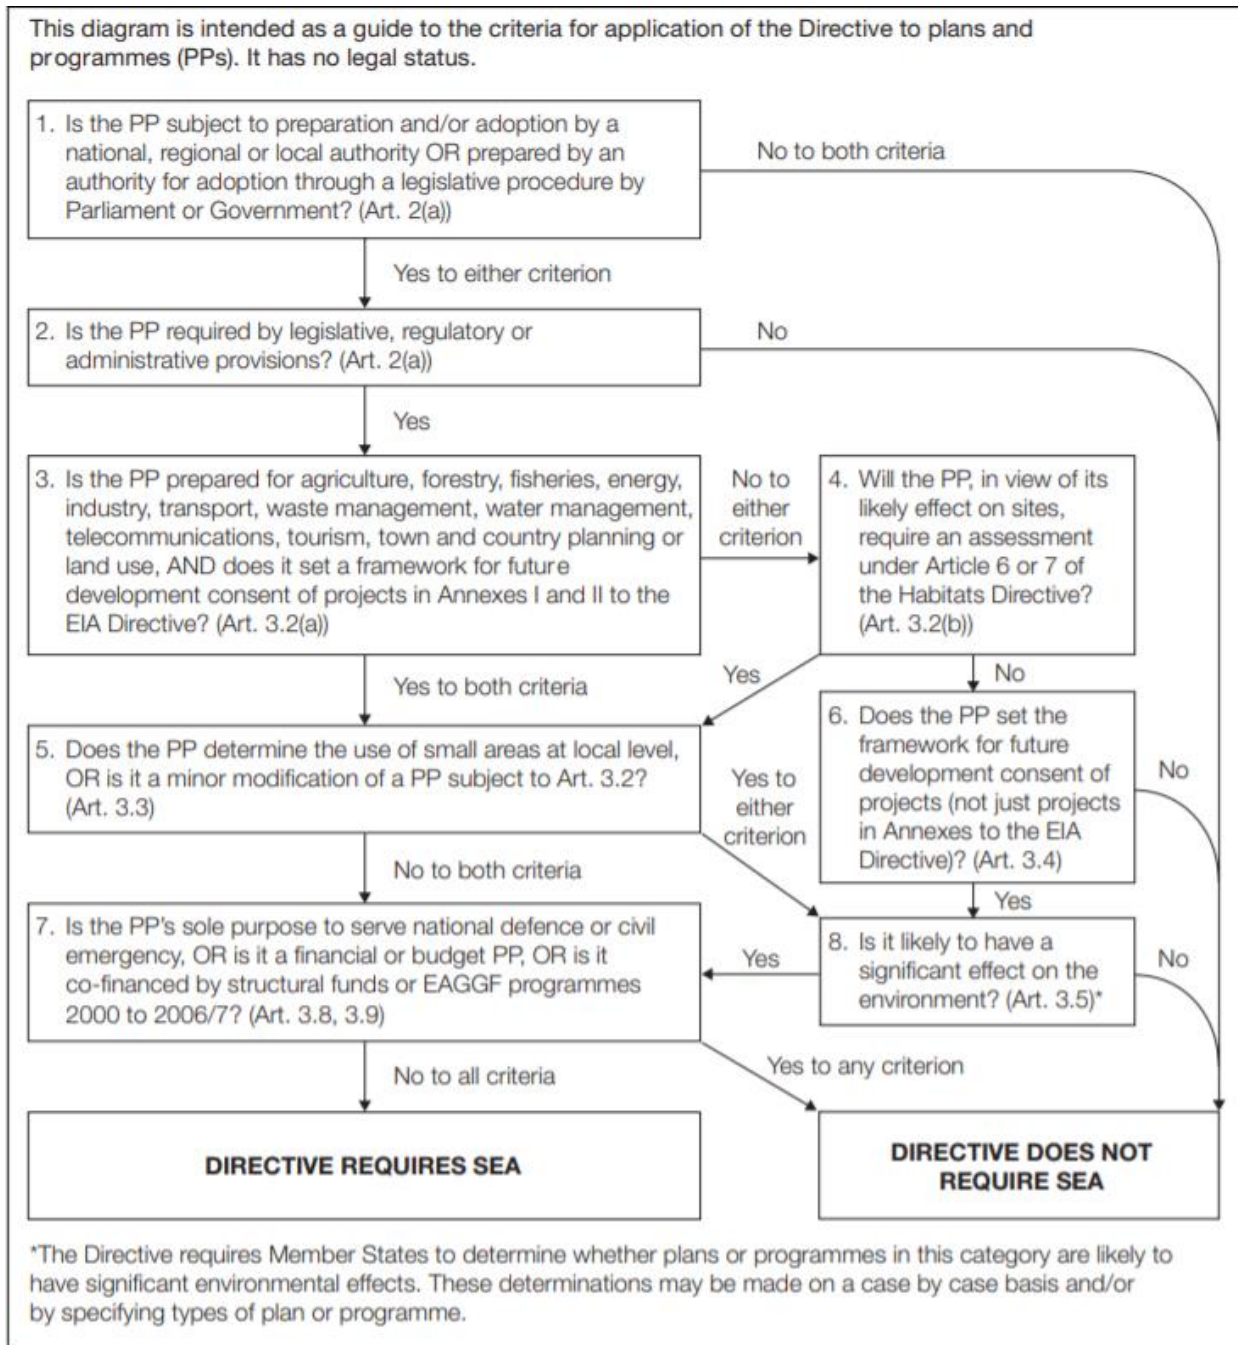 This diagram is intended as a guide to the criteria for application of the Directive to plans and
programmes (PPs). It has no legal status.
1. Is the PP subject to preparation and/or adoption by a
national, regional or local authority OR prepared by an
authority for adoption through a legislative procedure by
Parliament or Government? (Art. 2(a))
No to both criteria
Yes to either criterion
2. Is the PP required by legislative, regulatory or
administrative provisions? (Art. 2(a))
No
Yes
3. Is the PP prepared for agriculture, forestry, fisheries, energy,
industry, transport, waste management, water management,
telecommunications, tourism, town and country planning or
land use, AND does it set a framework for future
development consent of projects in Annexes I and II to the
EIA Directive? (Art. 3.2(a))
No to
either
criterion
4. Will the PP, in view of its
likely effect on sites,
require an assessment
under Article 6 or 7 of
the Habitats Directive?
(Art. 3.2(b))
Yes to both criteria
Yes
No
5. Does the PP determine the use of small areas at local level,
OR is it a minor modification of a PP subject to Art. 3.2?
(Art. 3.3)
Yes to
either
criterion
6. Does the PP set the
framework for future
development consent of
projects (not just projects
in Annexes to the EIA
Directive)? (Art. 3.4)
No
No to both criteria
Yes
7. Is the PP's sole purpose to serve national defence or civil
emergency, OR is it a financial or budget PP, OR is it
co-financed by structural funds or EAGGF programmes
2000 to 2006/7? (Art. 3.8, 3.9)
Yes
8. Is it likely to have a
significant effect on the
environment? (Art. 3.5)*
No
No to all criteria
Yes to any criterion
DIRECTIVE REQUIRES SEA
DIRECTIVE DOES NOT
REQUIRE SEA
*The Directive requires Member States to determine whether plans or programmes in this category are likely to
have significant environmental effects. These determinations may be made on a case by case basis and/or
by specifying types of plan or programme.